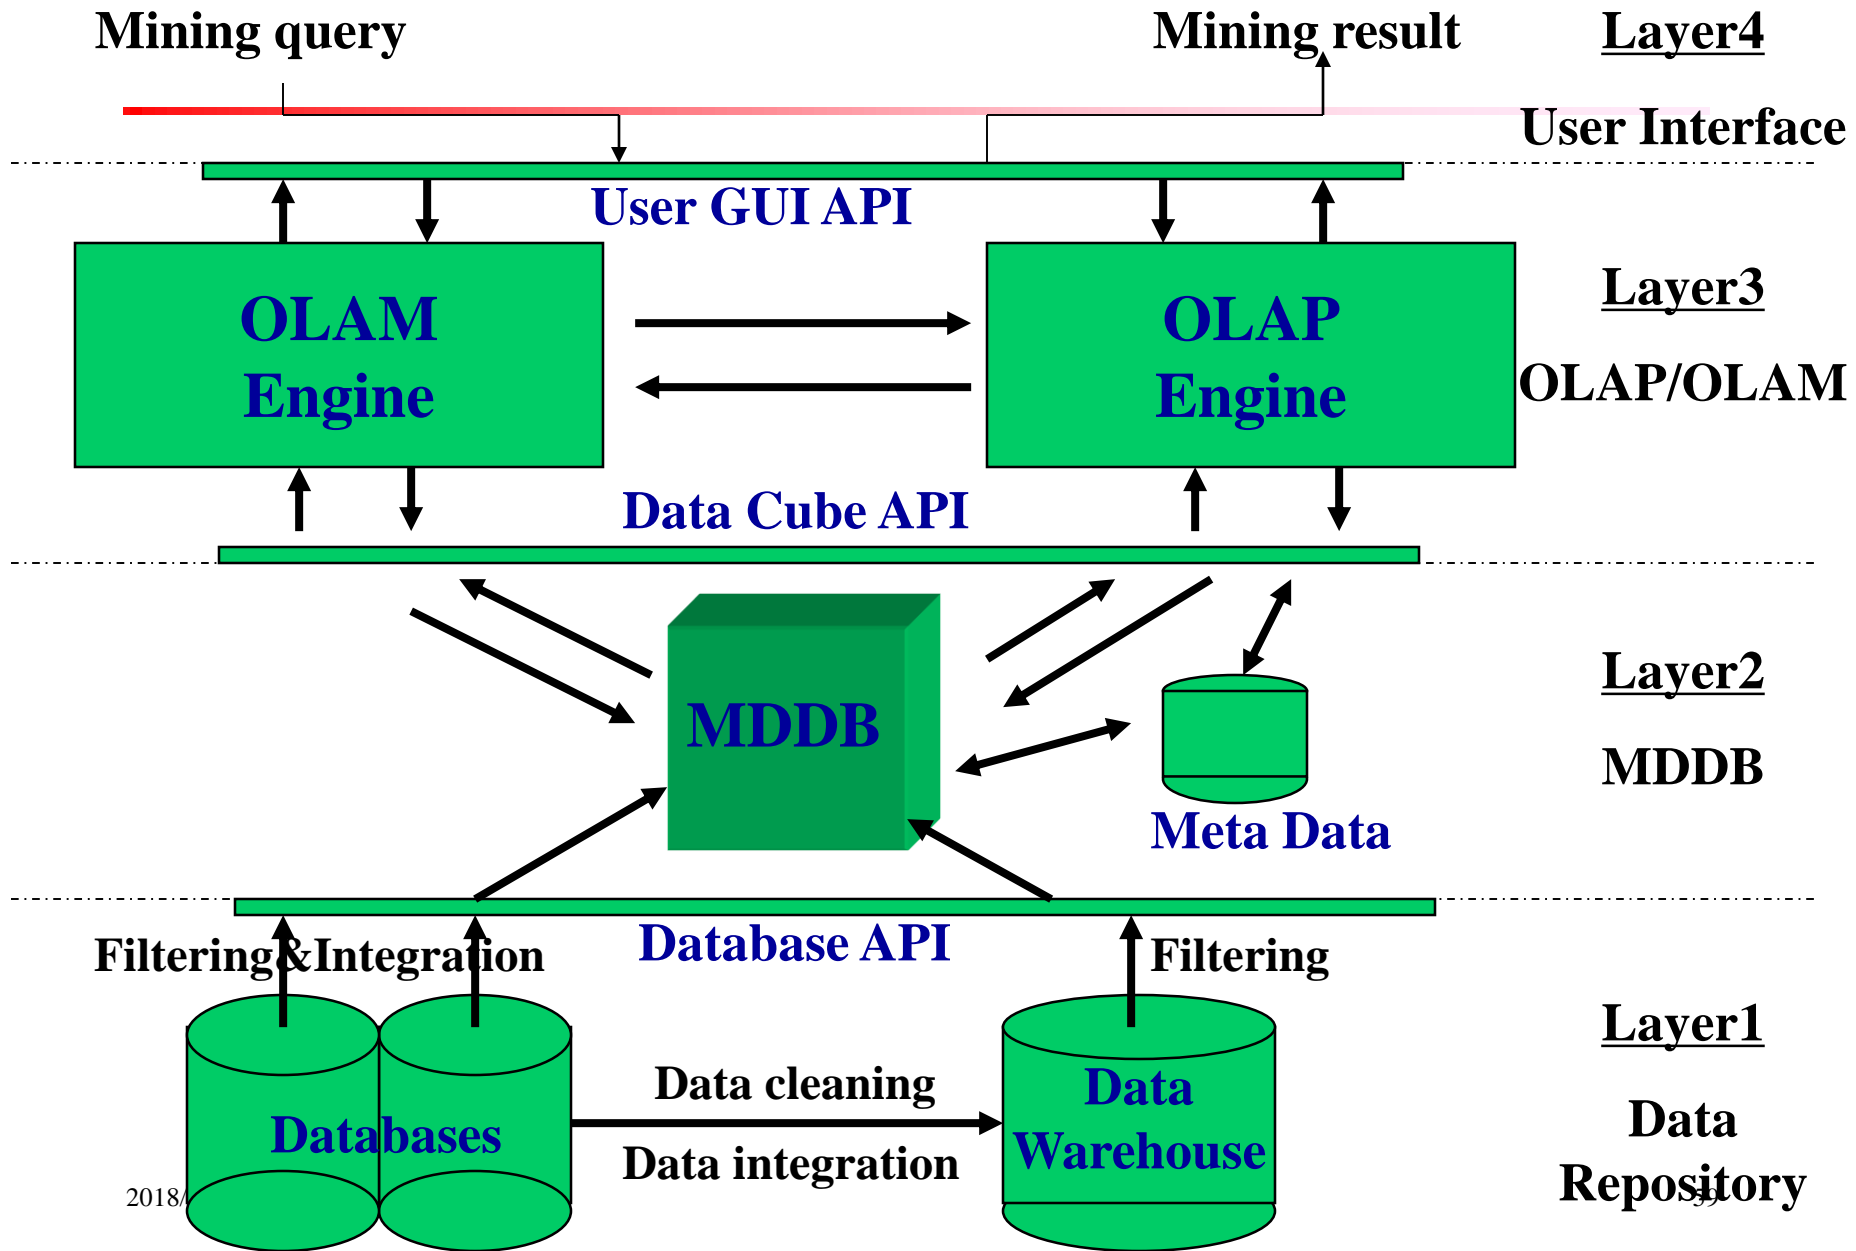 Mining query
Mining result
Layer4
User Interface
User GUI API
OLAM
Engine
OLAP
Engine
Layer3
OLAP/OLAM
Data Cube API
MDDB
Meta Data
Layer2
MDDB
Database API
Filtering&Integration
Filtering
Databases
Data cleaning
Data integration
Data
Warehouse
Layer1
Data
Repository
2018/
59